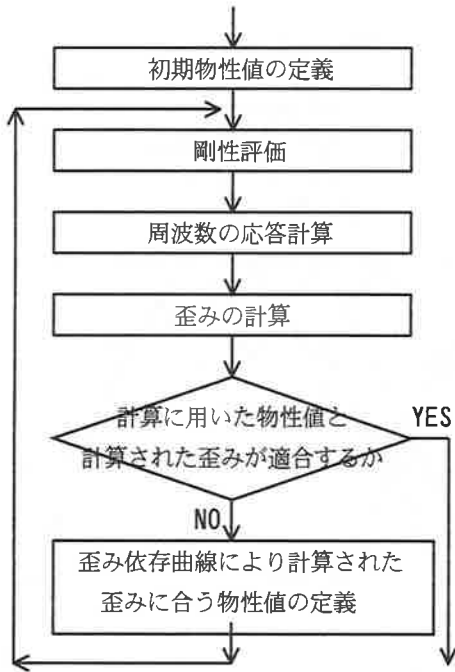 初期物性値の定義
剛性評価
周波数の応答計算
歪みの計算
計算に用いた物性値と
計算された歪みが適合するか
YES
NO
歪み依存曲線により計算された
歪みに合う物性値の定義